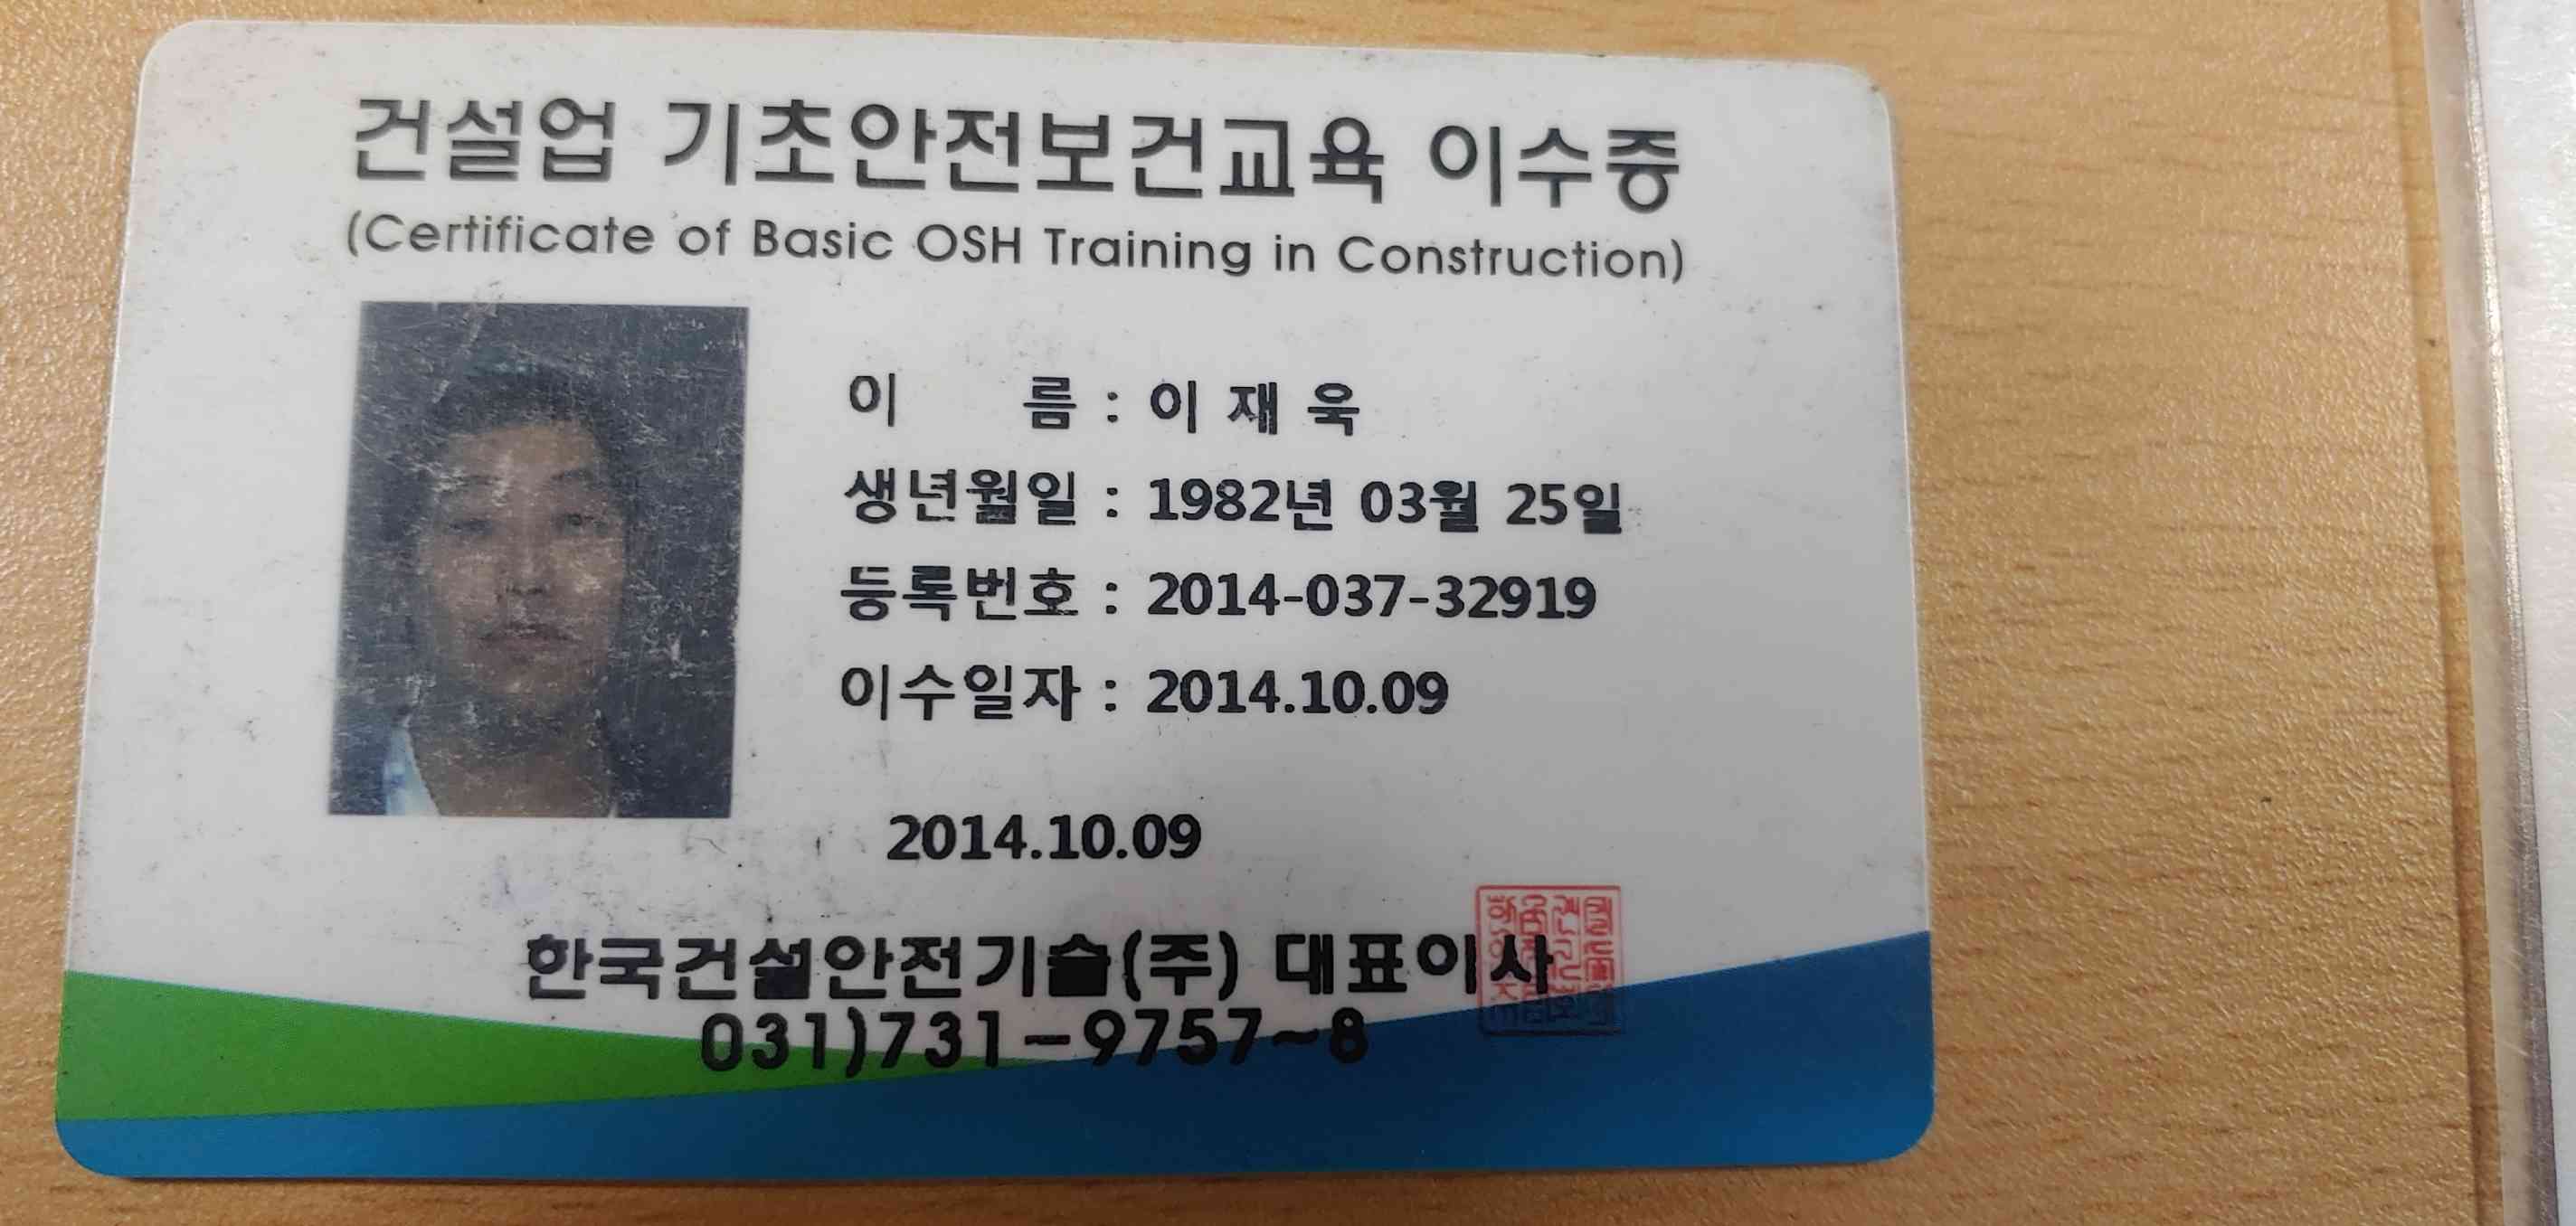 건설업 기초안전보건교육 이수증
(Certificate of Basic OSH Training in Construction)
이 름 : 이 재 욱
생년월일 : 1982년 03월 25일
등록번호 : 2014-037-32919
이수일자 : 2014.10.09
2014.10.09
한국건설안전기술(주) 대표이사
031)731-9757~8